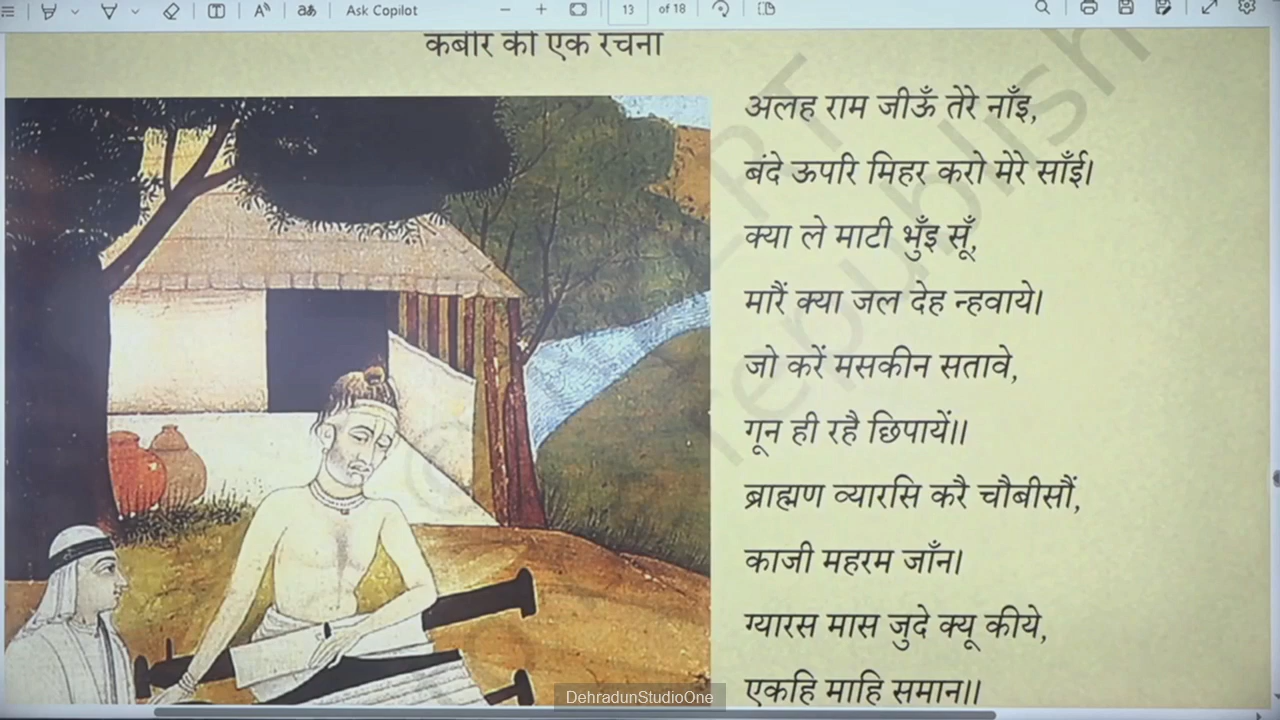 Ask Copilot
13 of 18
कबीर की एक रचना
अलह राम जीऊँ तेरे नाँइ,
बंदे ऊपरि मिहर करो मेरे साँई।
क्या ले माटी भुँइ सूँ,
मारैं क्या जल देह न्हवाये।
जो करें मसकीन सतावे,
गून ही रहै छिपायें।।
ब्राह्मण व्यारसि करै चौबीसौं,
काजी महरम जाँन।
ग्यारस मास जुदे क्यू कीये,
एकहि माहि समान।।
DehradunStudioOne